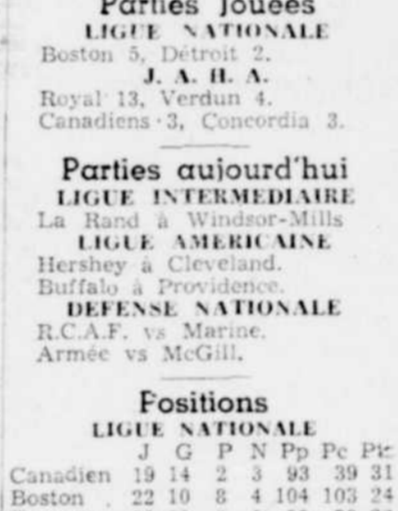 Parties Jouées
LIGUE NATIONALE
Boston 5, Détroit 2.
J. A. H. A.
Royal 13, Verdun 4.
Canadiens 3, Concordia 3.
Parties aujourd'hui
LIGUE INTERMEDIAIRE
La Rand à Windsor-Mills
LIGUE AMERICAINE
Hershey à Cleveland.
Buffalo à Providence.
DEFENSE NATIONALE
R.C.A.F. vs Marine.
Armée vs McGill.
Positions
LIGUE NATIONALE
J G P N Pp Pc Ptc
Canadien 19 14 2 3 93 39 31
Boston . 22 10 8 4 104 103 24